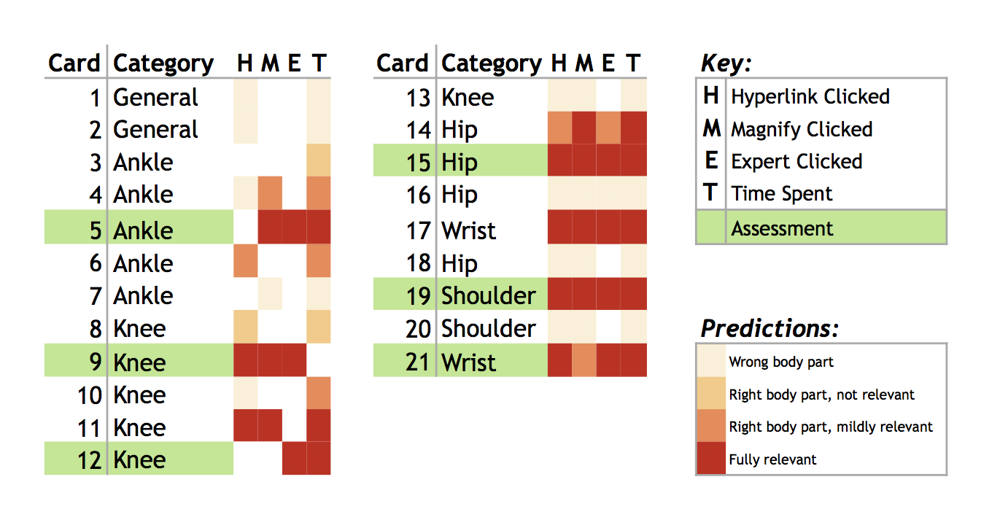 Card Category H M E T
1 General
2 General
3 Ankle
4 Ankle
5 Ankle
6 Ankle
7 Ankle
8 Knee
9 Knee
10 Knee
11 Knee
12 Knee
Card Category H M E T
13 Knee
14 Hip
15 Hip
16 Hip
17 Wrist
18 Hip
19 Shoulder
20 Shoulder
21 Wrist
Key:
H Hyperlink Clicked
M Magnify Clicked
E Expert Clicked
T Time Spent
Assessment
Predictions:
Wrong body part
Right body part, not relevant
Right body part, mildly relevant
Fully relevant